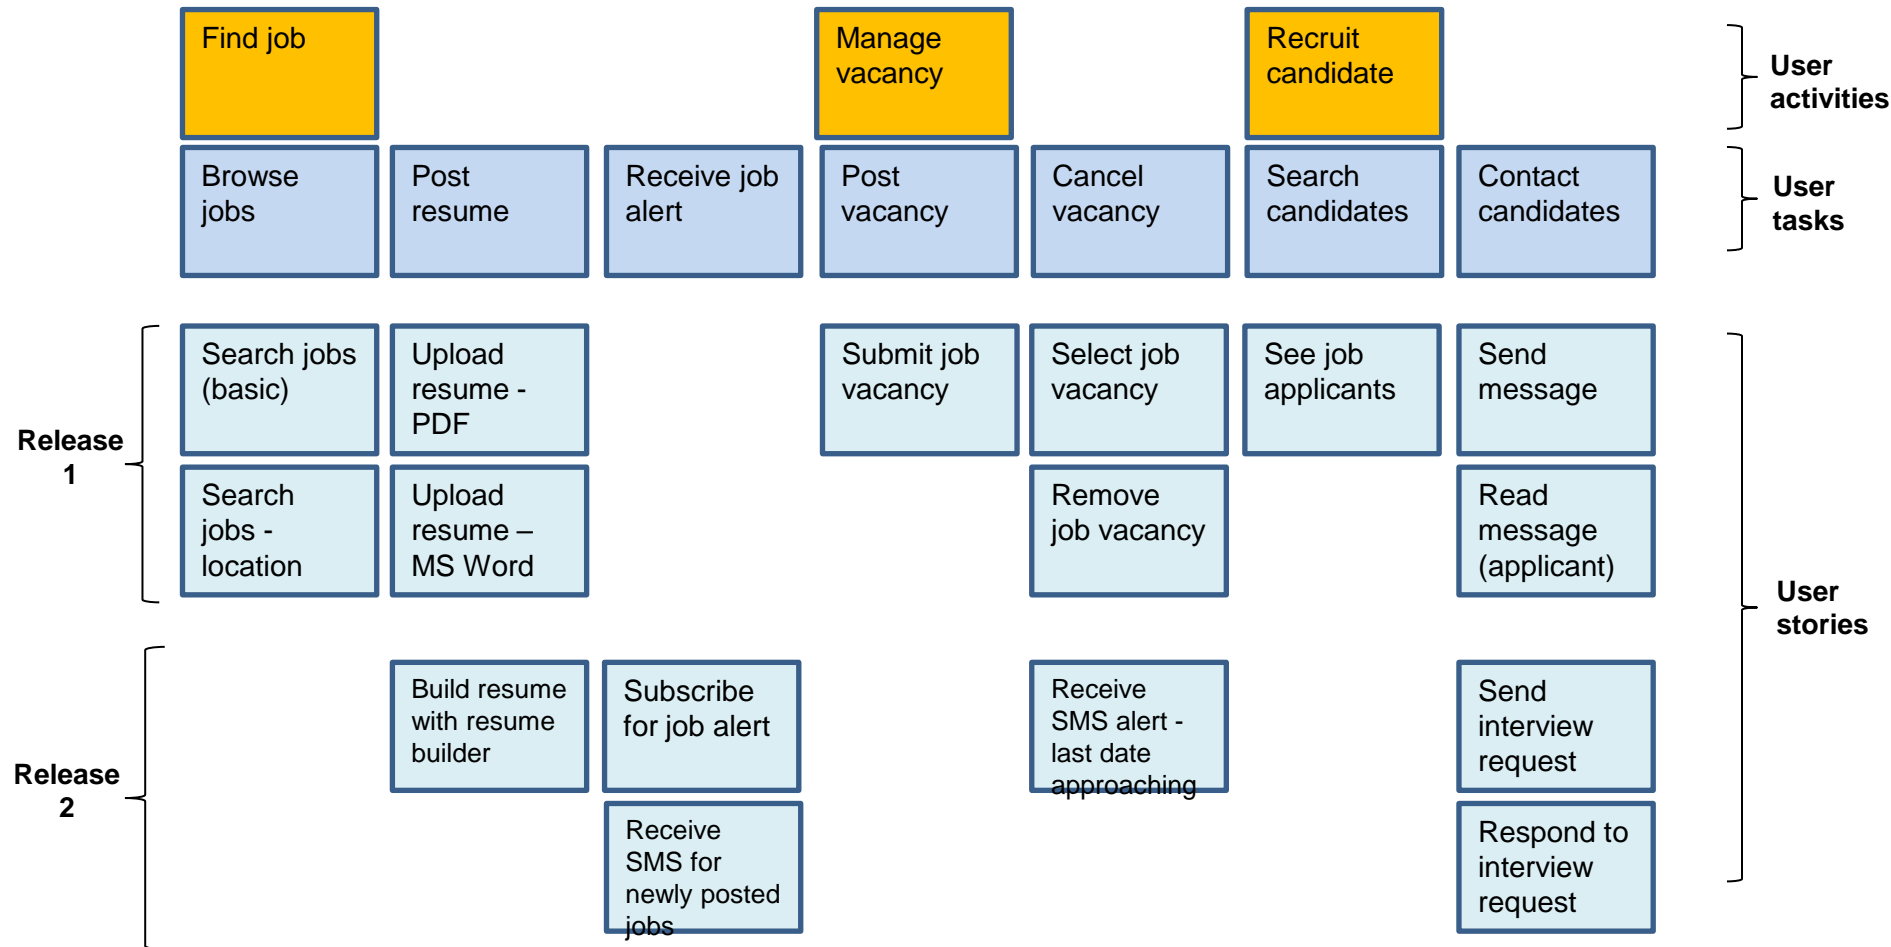 Find job
Manage
vacancy
Recruit
candidate
User
activities
Browse
jobs
Post
resume
Receive job
alert
Post
vacancy
Cancel
vacancy
Search
candidates
Contact
candidates
User
tasks
Release
1
Search jobs
(basic)
Upload
resume -
PDF
Submit job
vacancy
Select job
vacancy
See job
applicants
Send
message
Search
jobs -
location
Upload
resume –
MS Word
Remove
job vacancy
Read
message
(applicant)
User
stories
Release
2
Build resume
with resume
builder
Subscribe
for job alert
Receive
SMS alert -
last date
approaching
Send
interview
request
Receive
SMS for
newly posted
jobs
Respond to
interview
request